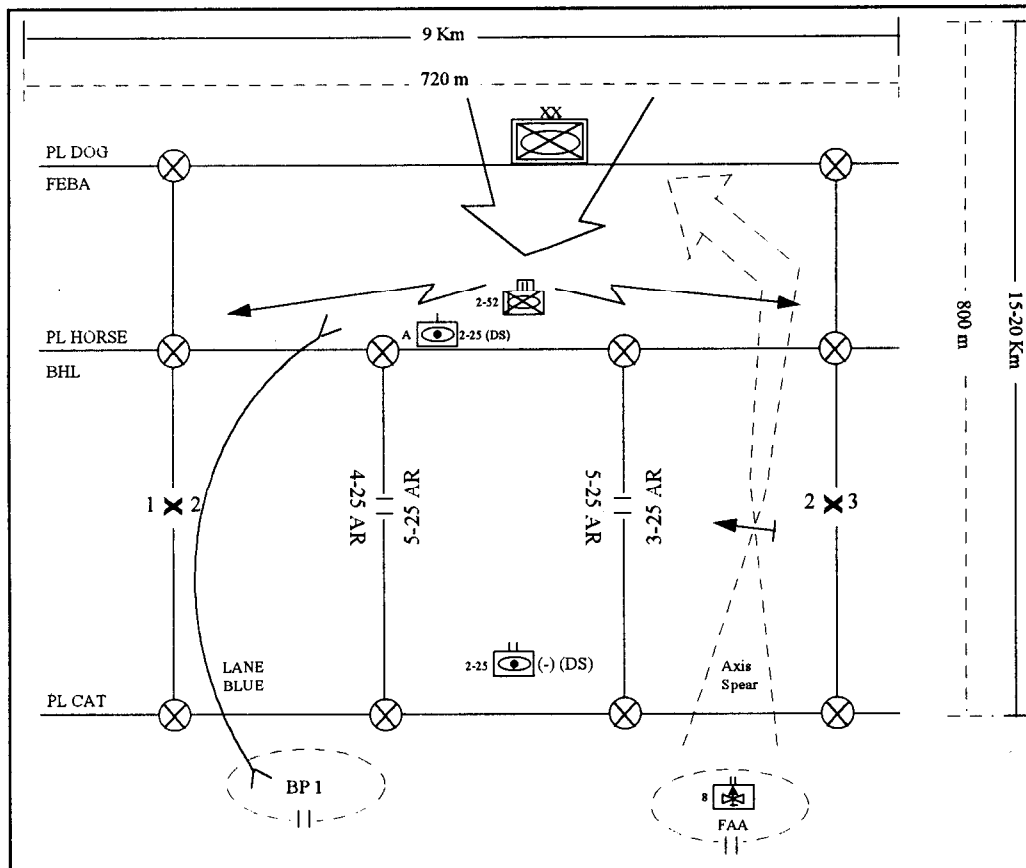 9 Km
720 m
XX
PL DOG
FEBA
2-52
A 2-25 (DS)
PL HORSE
BHL
15-20 Km
800 m
1 X 2
4-25 AR
5-25 AR
5-25 AR
3-25 AR
2 X 3
2-25 (-) (DS)
LANE
BLUE
Axis
Spear
PL CAT
BP 1
8
FAA